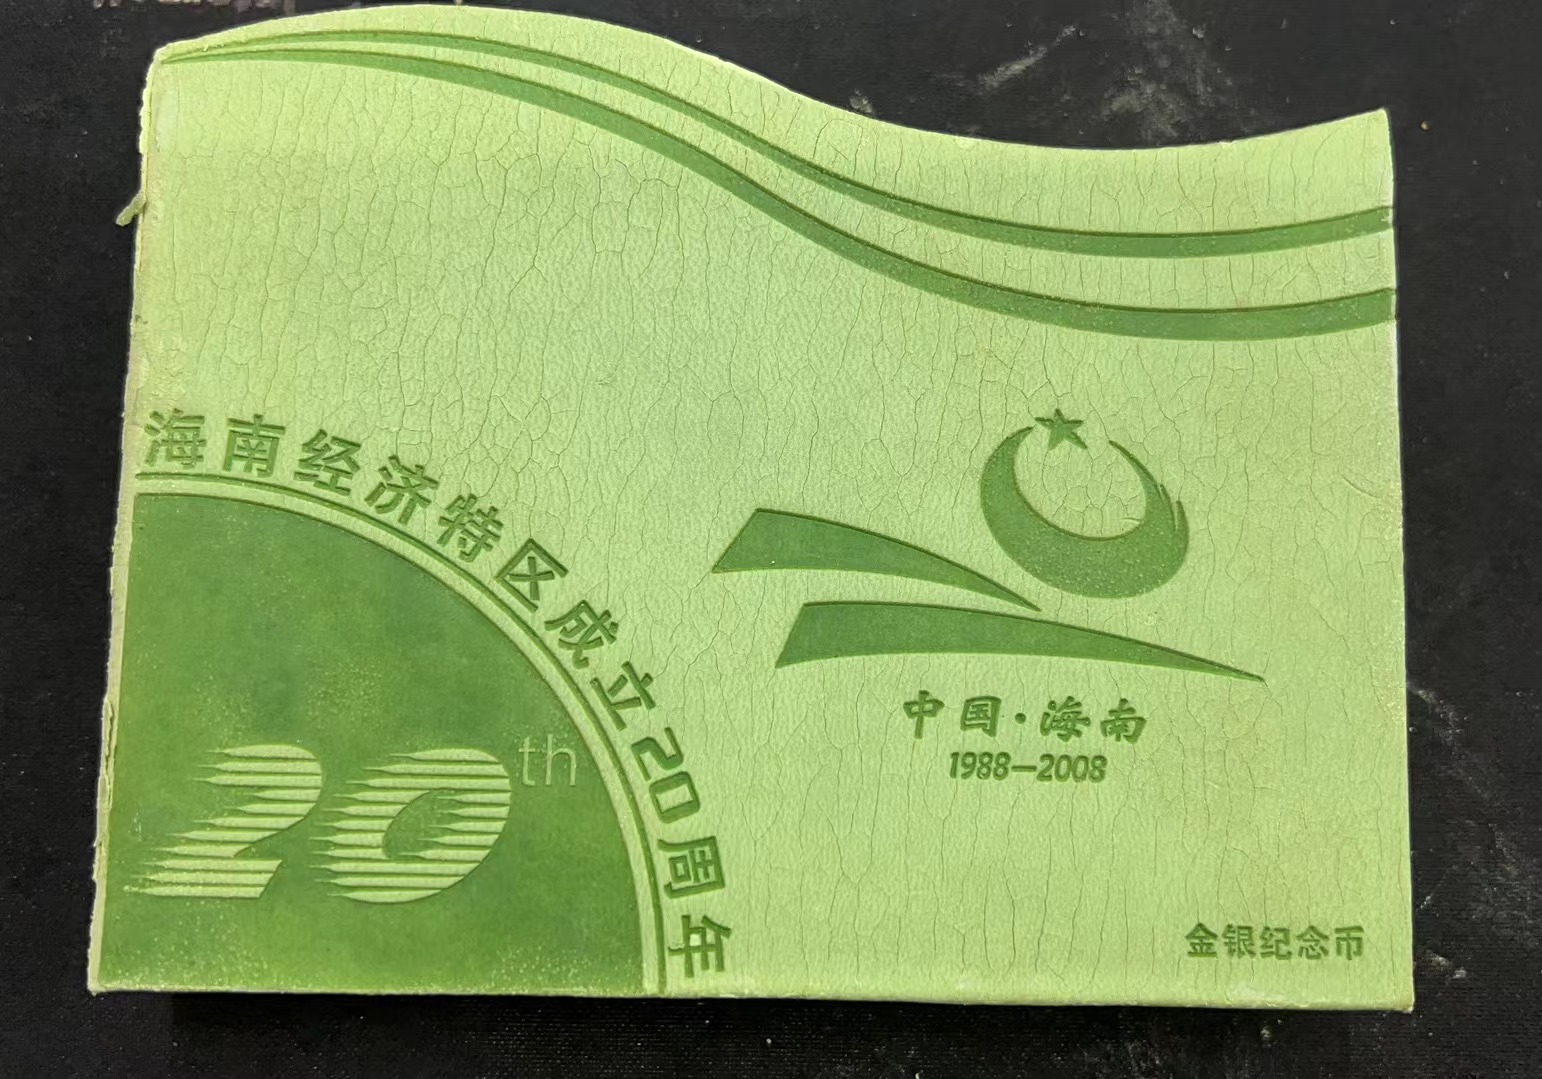 海南经济特区成立20周年
20th
中国·海南
1988—2008
金银纪念币